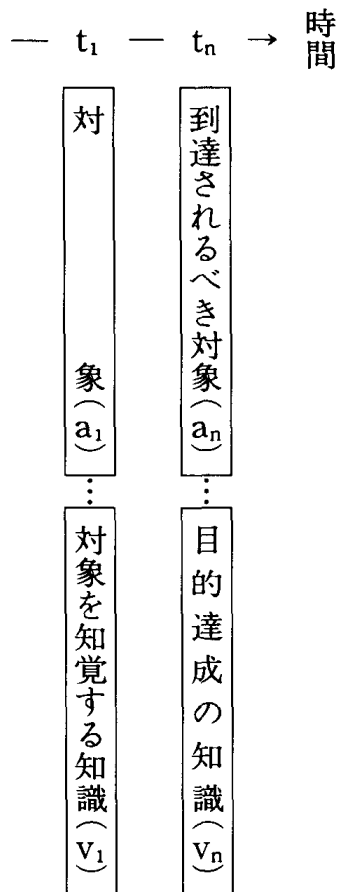 — t₁ — tₙ → 時間
対象(a₁)
到達されるべき対象(aₙ)
対象を知覚する知識(v₁)
目的達成の知識(vₙ)